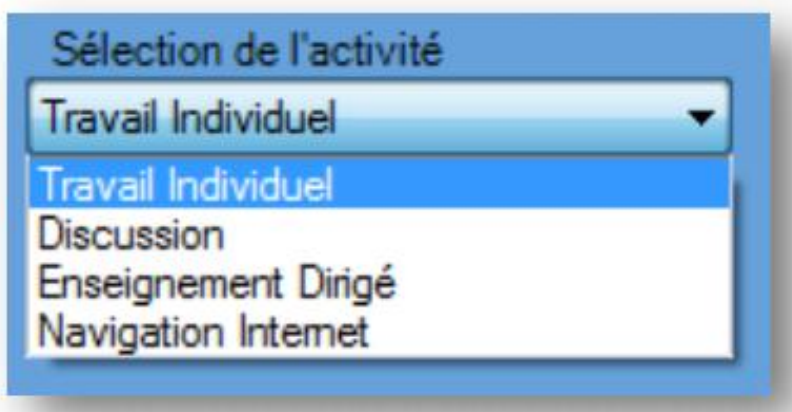 Sélection de l'activité
Travail Individuel
Travail Individuel
Discussion
Enseignement Dirigé
Navigation Internet